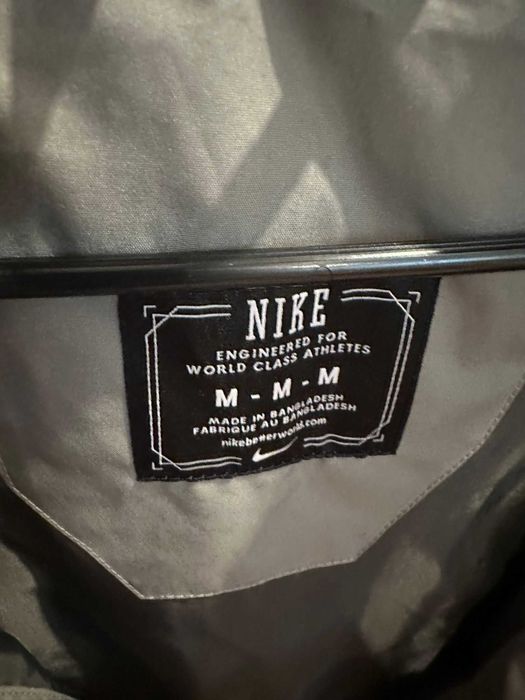 NIKE
ENGINEERED FOR
WORLD CLASS ATHLETES
M - M - M
MADE IN BANGLADESH
FABRIQUE AU BANGLADESH
nikebetterworld.com